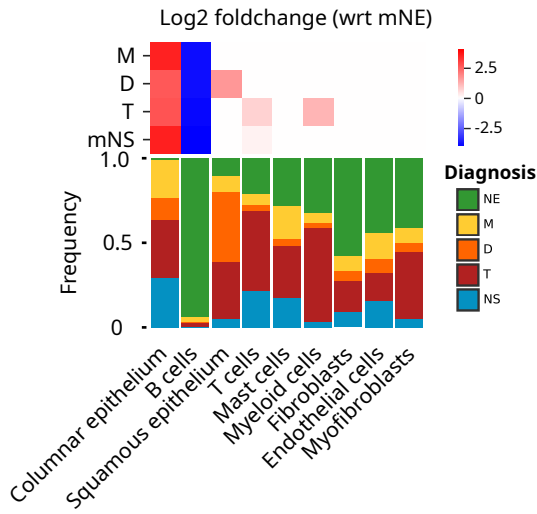 Log2 foldchange (wrt mNE)
M
D
T
mNS
2.5
0
-2.5
1.0
0.5
0
Frequency
Diagnosis
NE
M
D
T
NS
Columnar epithelium
B cells
Squamous epithelium
T cells
Mast cells
Myeloid cells
Fibroblasts
Endothelial cells
Myofibroblasts